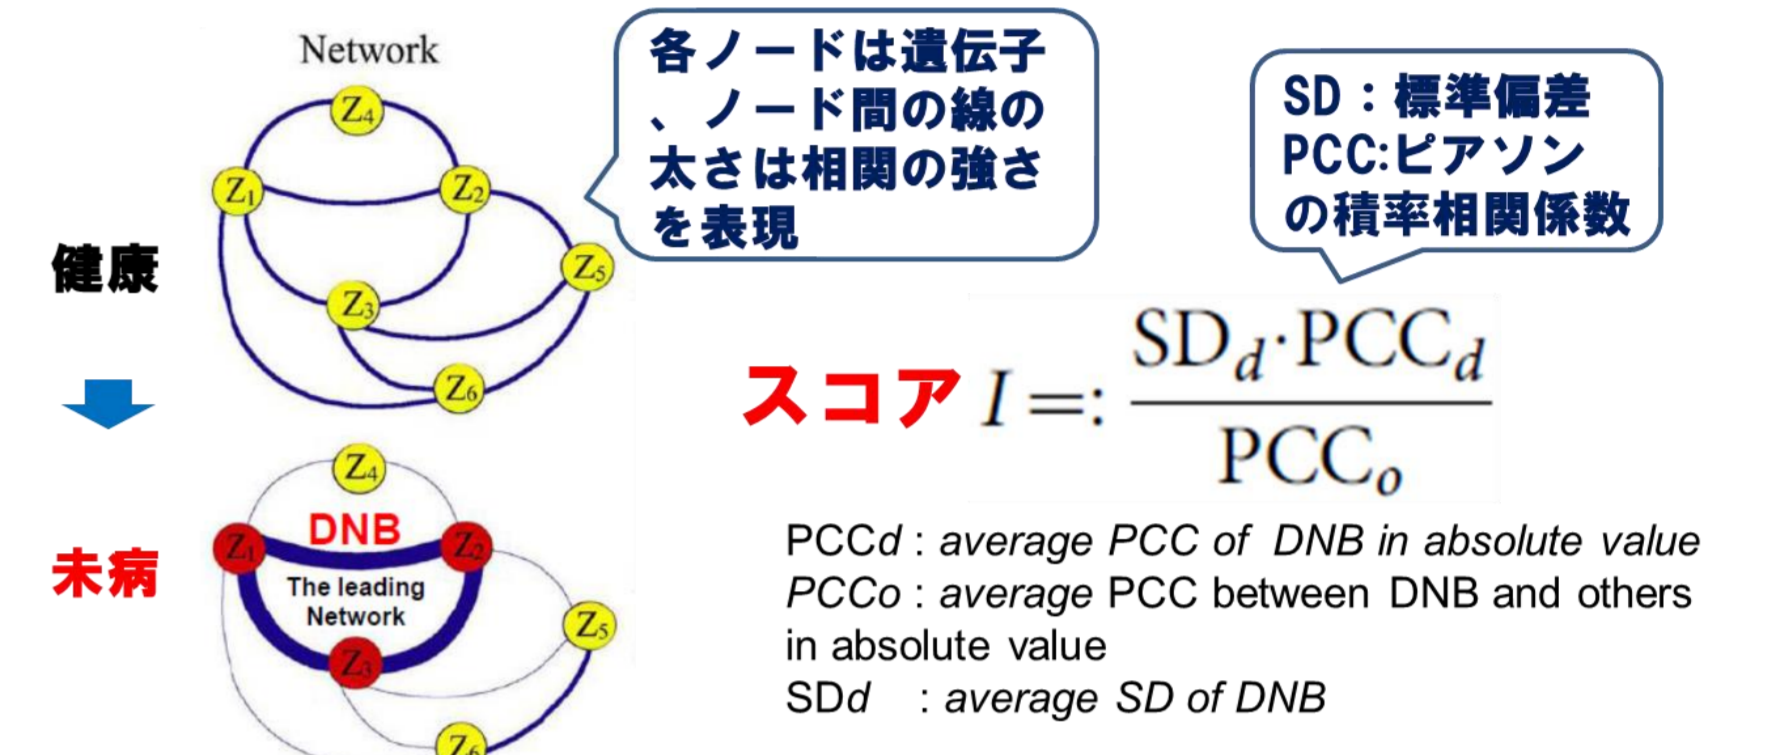 Network
各ノードは遺伝子
、ノード間の線の
太さは相関の強さ
を表現
SD：標準偏差
PCC:ピアソン
の積率相関係数
Z4
Z1
Z2
Z5
Z3
Z6
健康
スコア I =: SDd·PCCd
PCCo
Z4
DNB
Z1
Z2
The leading
Network
未病
Z5
Z3
Z6
PCCd : average PCC of DNB in absolute value
PCCo : average PCC between DNB and others
in absolute value
SDd : average SD of DNB